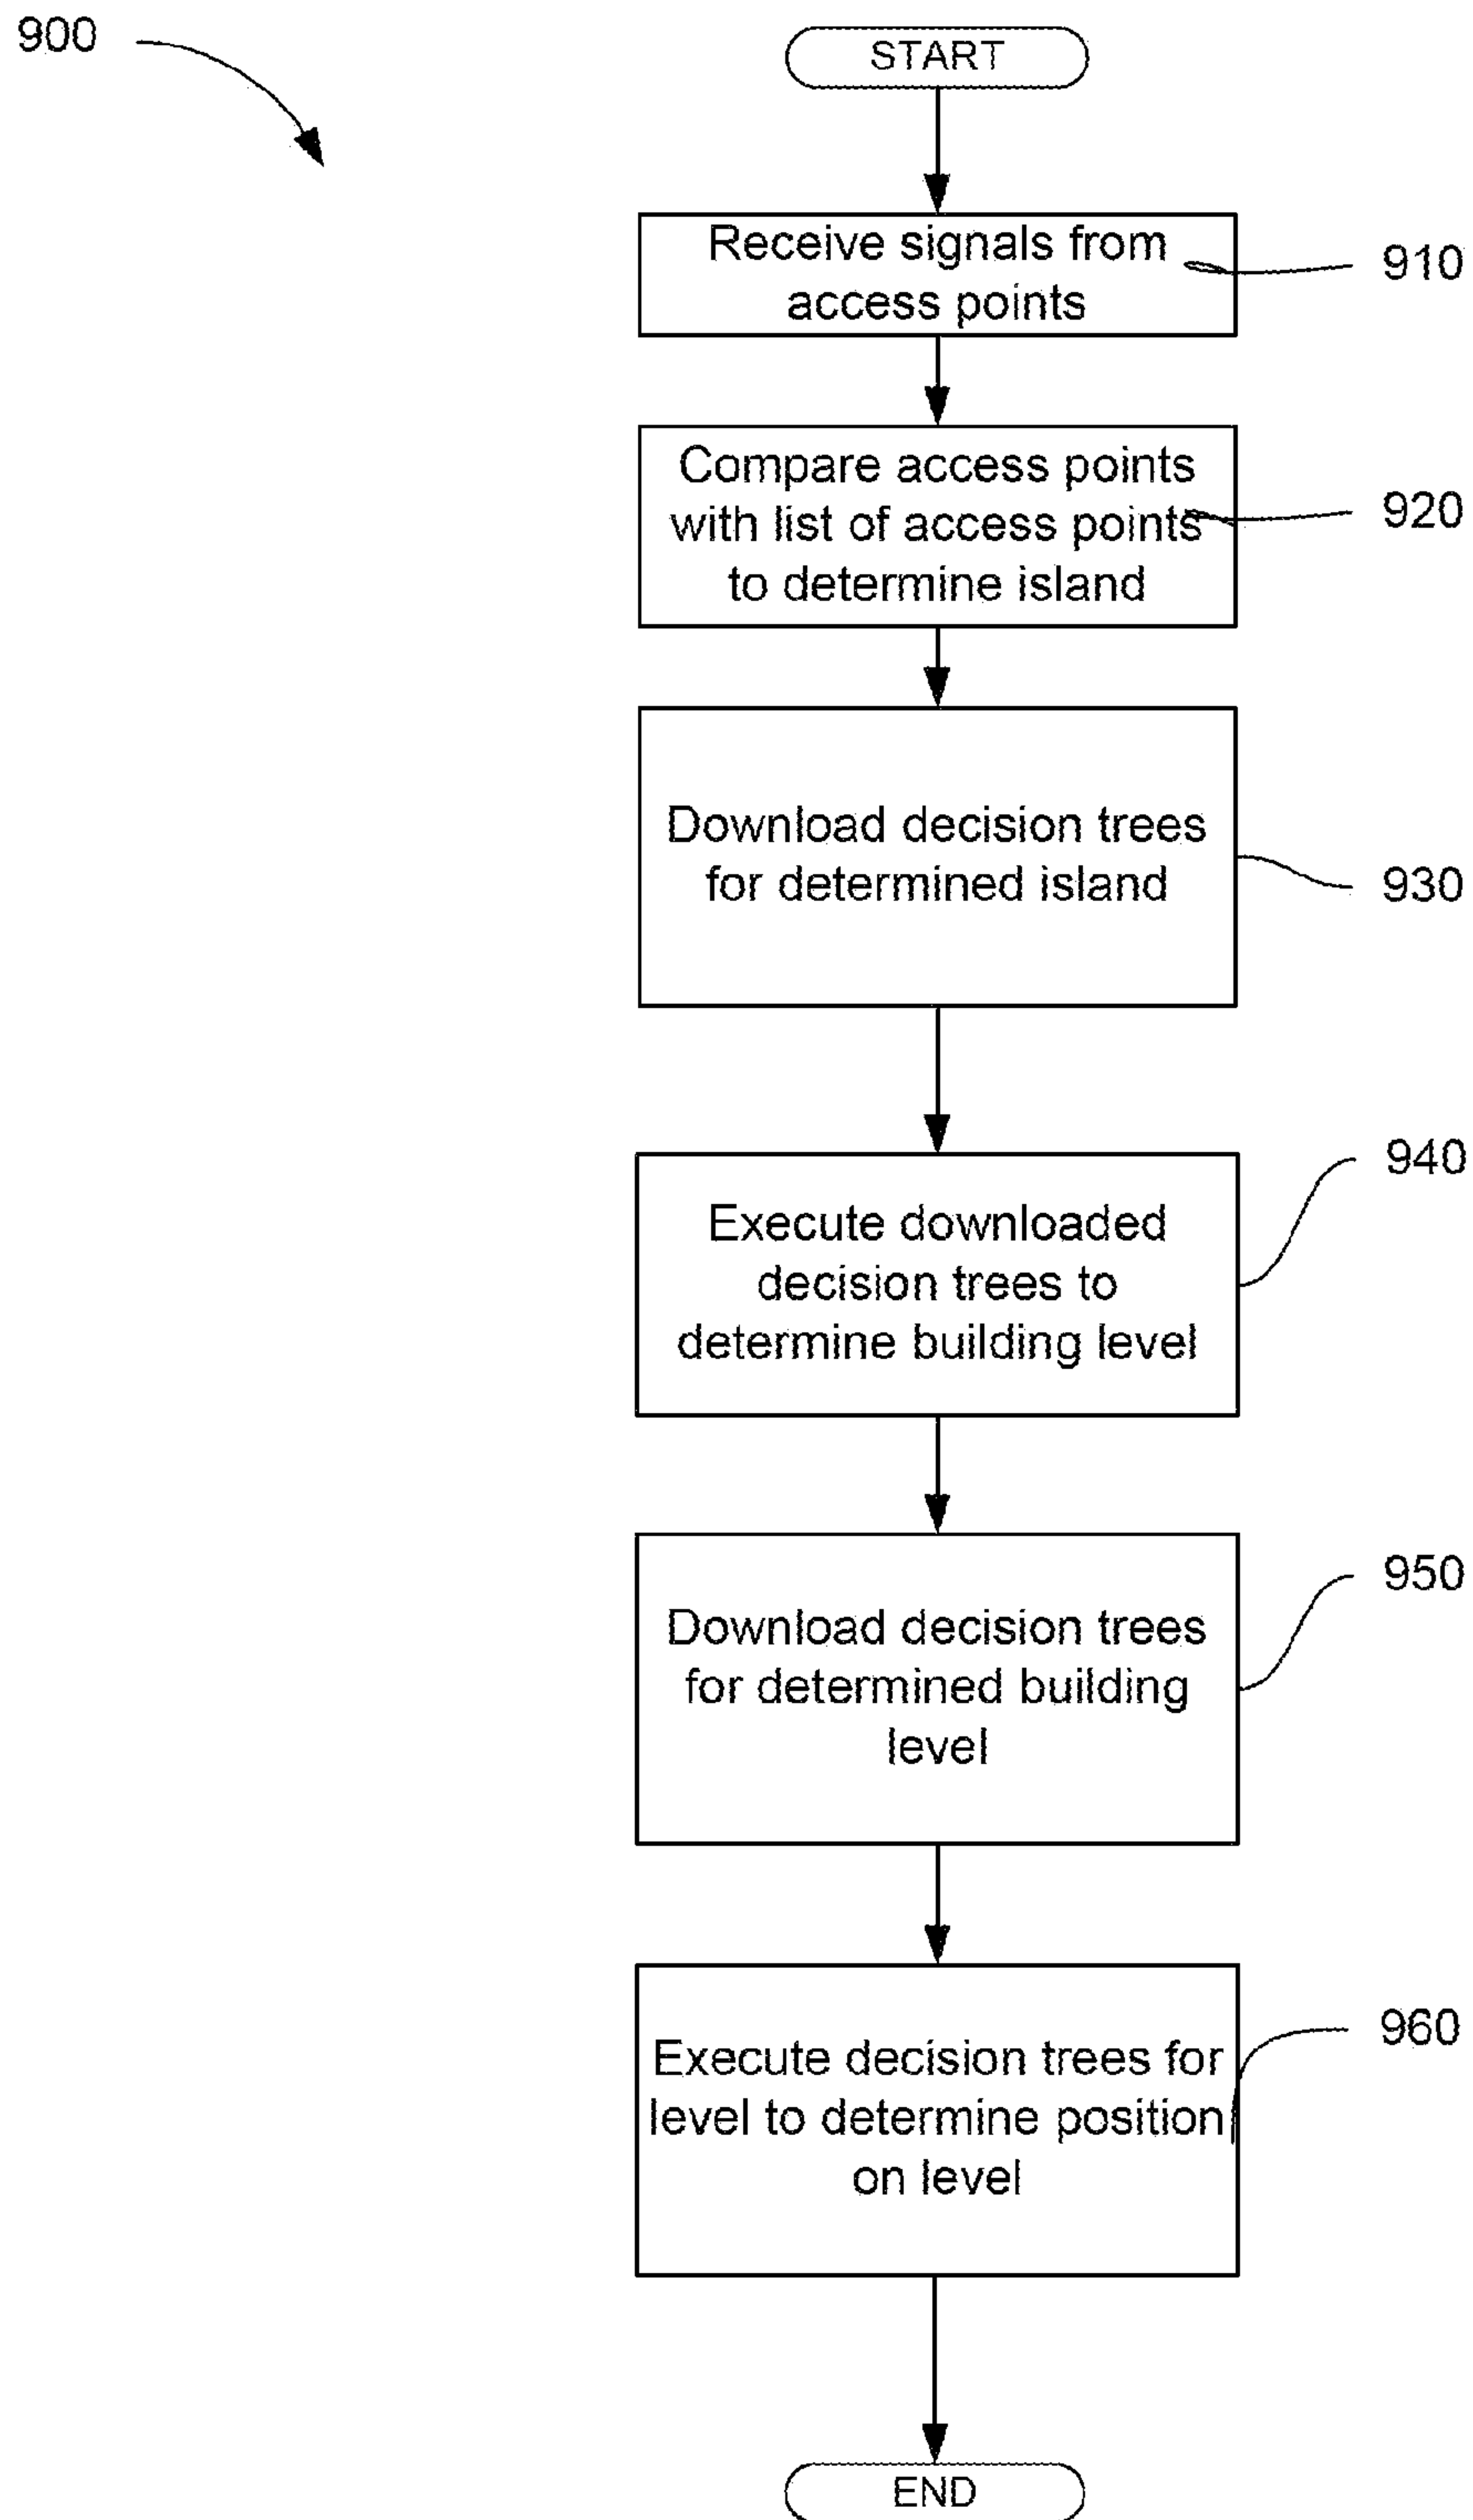 900
START
Receive signals from
access points
910
Compare access points
with list of access points
to determine island
920
Download decision trees
for determined island
930
Execute downloaded
decision trees to
determine building level
940
Download decision trees
for determined building
level
950
Execute decision trees for
level to determine position
on level
960
END